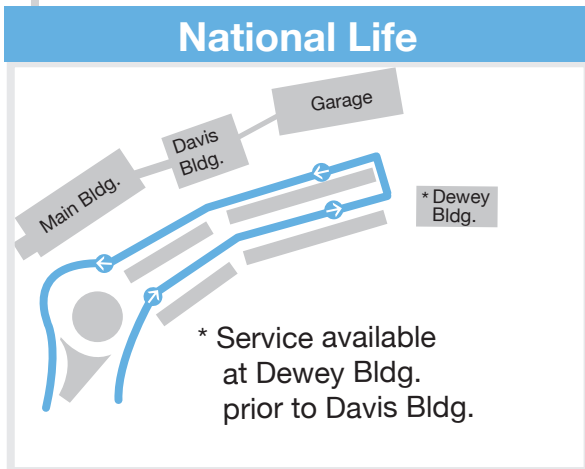 National Life
Garage
Davis
Bldg.
Main Bldg.
* Dewey
Bldg.
* Service available
at Dewey Bldg.
prior to Davis Bldg.